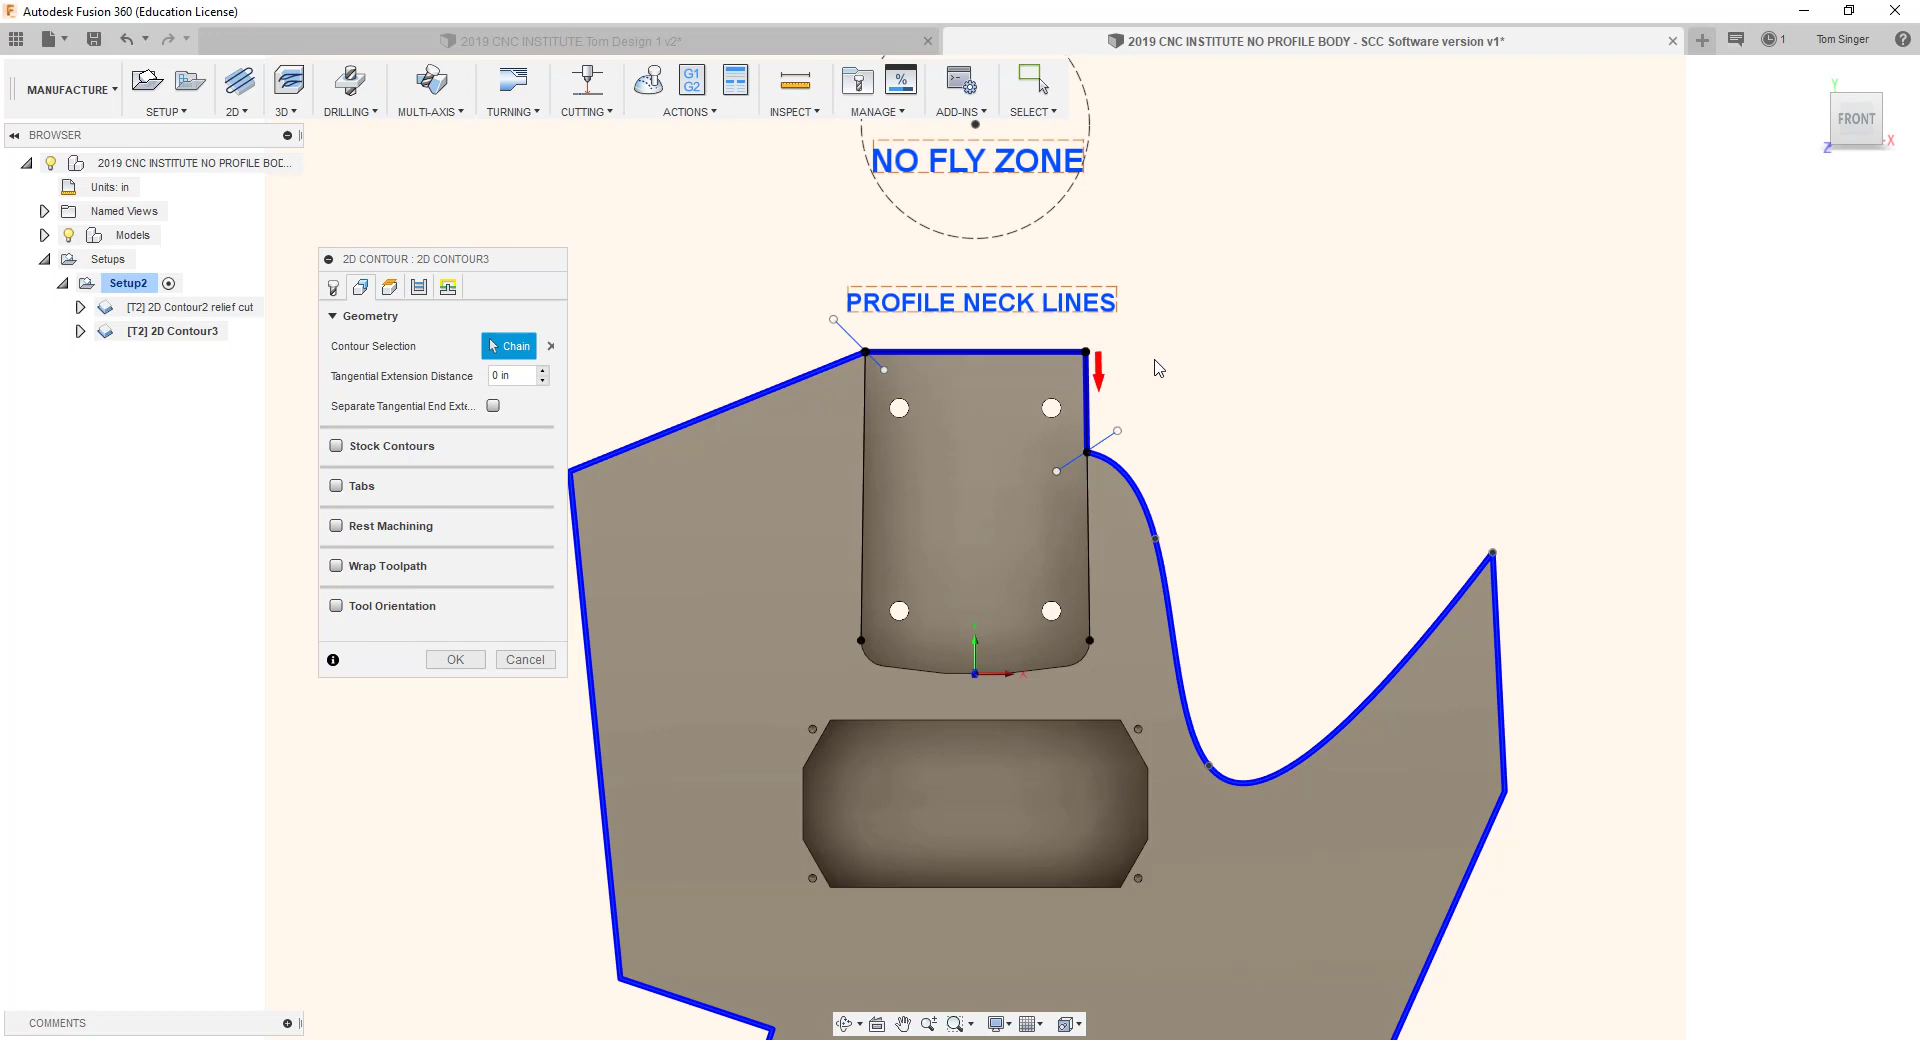 Autodesk Fusion 360 (Education License)
2019 CNC INSTITUTE Tom Design 1 v2*
2019 CNC INSTITUTE NO PROFILE BODY - SCC Software version v1*
1
Tom Singer
MANUFACTURE
SETUP
2D
3D
DRILLING
MULTI-AXIS
TURNING
CUTTING
G1
G2
ACTIONS
INSPECT
%
MANAGE
ADD-INS
SELECT
BROWSER
2019 CNC INSTITUTE NO PROFILE BOD...
Units: in
Named Views
Models
Setups
Setup2
[T2] 2D Contour2 relief cut
[T2] 2D Contour3
2D CONTOUR : 2D CONTOUR3
Geometry
Contour Selection
Chain
Tangential Extension Distance
0 in
Separate Tangential End Exte...
Stock Contours
Tabs
Rest Machining
Wrap Toolpath
Tool Orientation
OK
Cancel
NO FLY ZONE
PROFILE NECK LINES
X
Y
FRONT
X
Z
COMMENTS